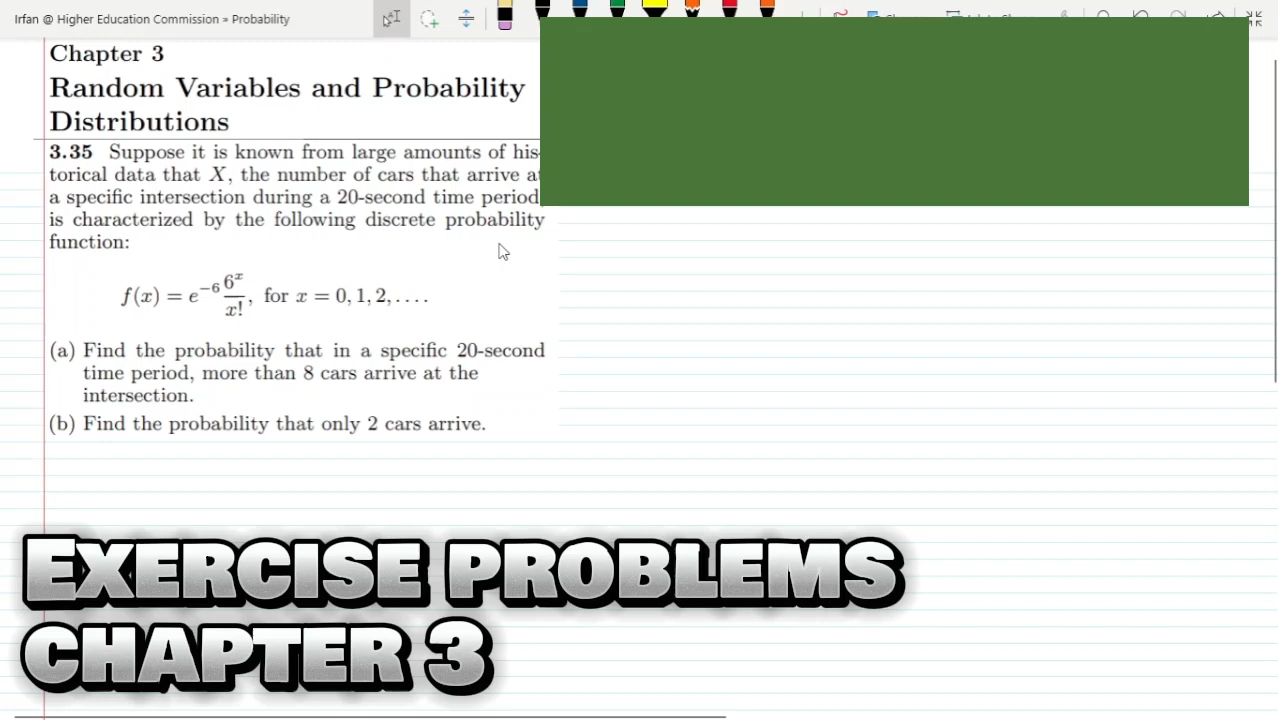 Irfan @ Higher Education Commission » Probability
Chapter 3
Random Variables and Probability
Distributions
3.35 Suppose it is known from large amounts of his-
torical data that X, the number of cars that arrive at
a specific intersection during a 20-second time period,
is characterized by the following discrete probability
function:
f(x) = e⁻⁶ 6ˣ/x!, for x = 0, 1, 2, . . . .
(a) Find the probability that in a specific 20-second
time period, more than 8 cars arrive at the
intersection.
(b) Find the probability that only 2 cars arrive.
EXERCISE PROBLEMS
CHAPTER 3